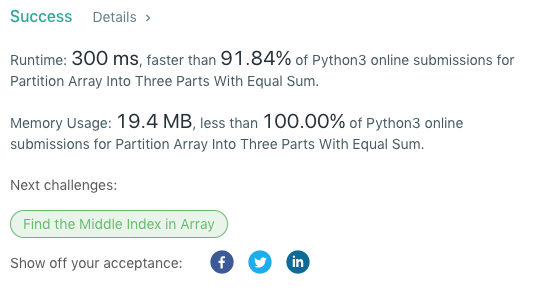 Success Details >
Runtime: 300 ms, faster than 91.84% of Python3 online submissions for
Partition Array Into Three Parts With Equal Sum.
Memory Usage: 19.4 MB, less than 100.00% of Python3 online
submissions for Partition Array Into Three Parts With Equal Sum.
Next challenges:
Find the Middle Index in Array
Show off your acceptance: f in